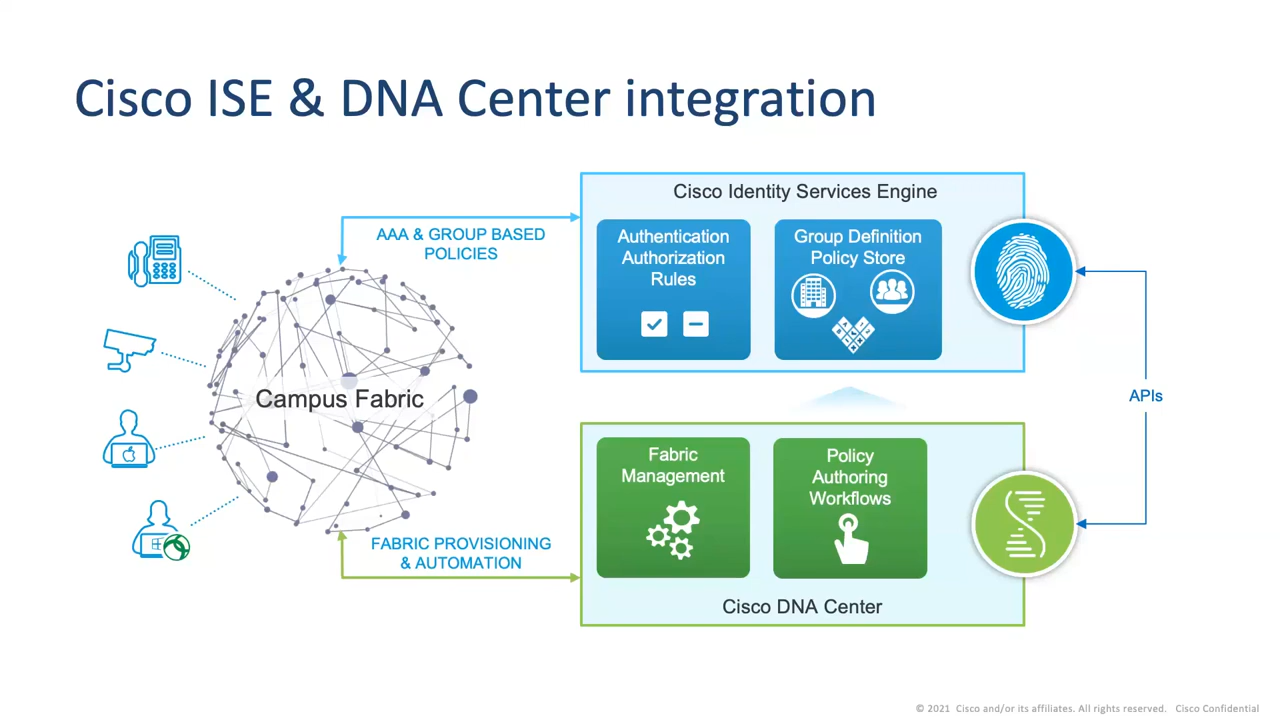 Cisco ISE & DNA Center integration
Cisco Identity Services Engine
AAA & GROUP BASED
POLICIES
Authentication
Authorization
Rules
Group Definition
Policy Store
Campus Fabric
APIs
Fabric
Management
Policy
Authoring
Workflows
FABRIC PROVISIONING
& AUTOMATION
Cisco DNA Center
© 2021 Cisco and/or its affiliates. All rights reserved. Cisco Confidential